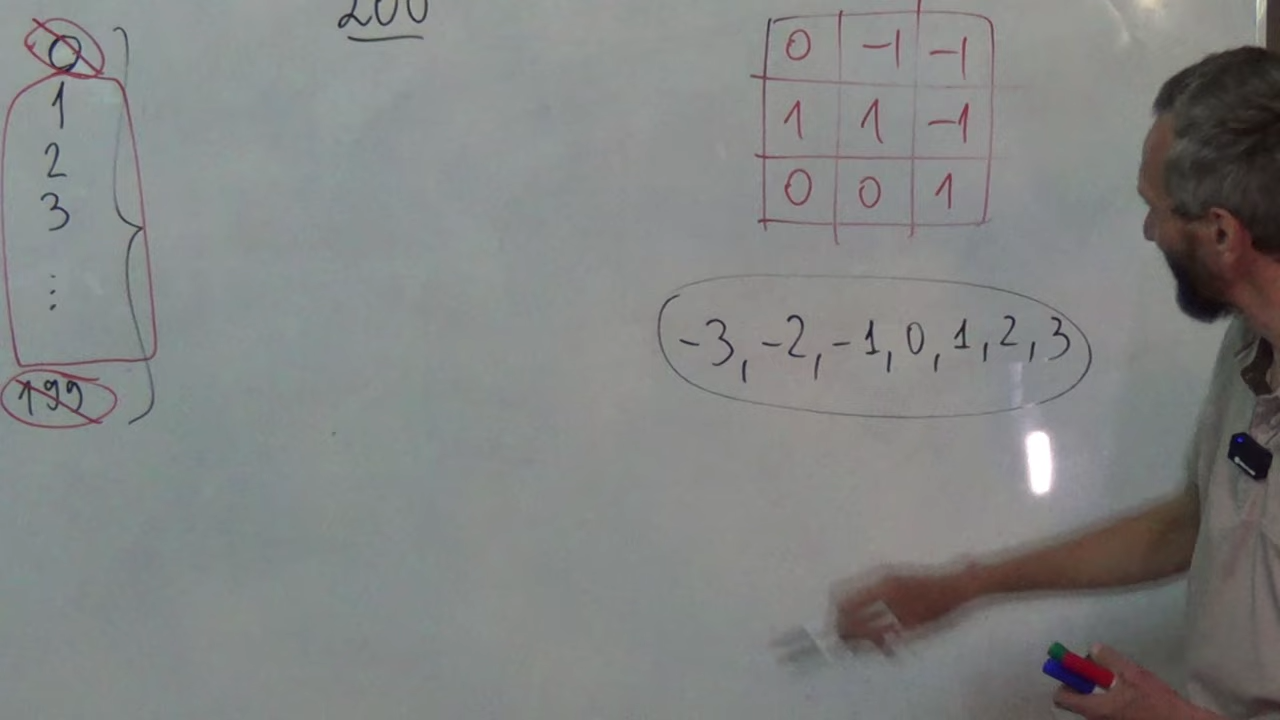 200
0
1
2
3
⋮
199
0 -1 -1
1 1 -1
0 0 1
-3, -2, -1, 0, 1, 2, 3